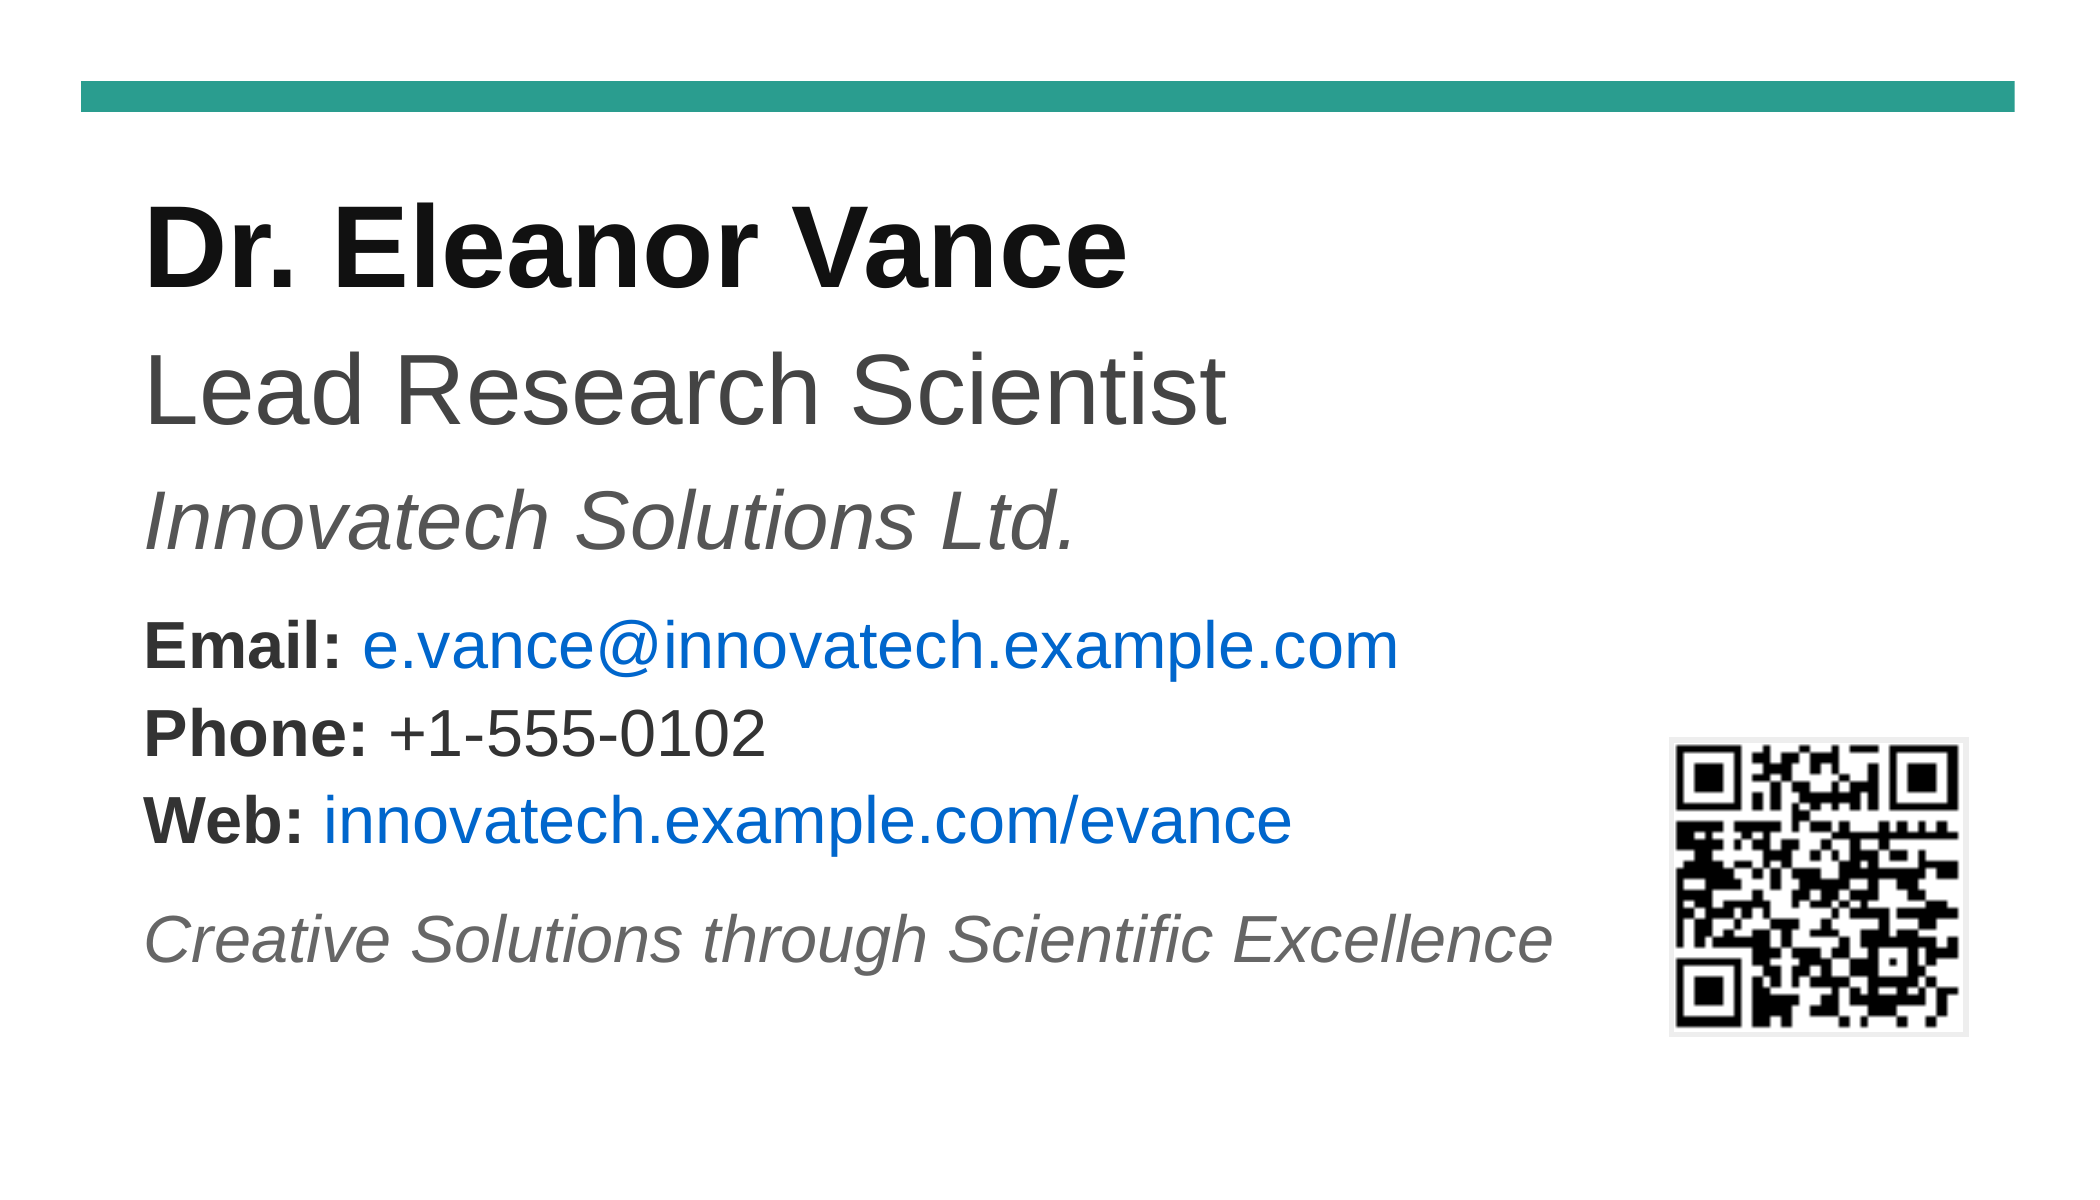 Dr. Eleanor Vance
Lead Research Scientist
Innovatech Solutions Ltd.
Email: e.vance@innovatech.example.com
Phone: +1-555-0102
Web: innovatech.example.com/evance
Creative Solutions through Scientific Excellence